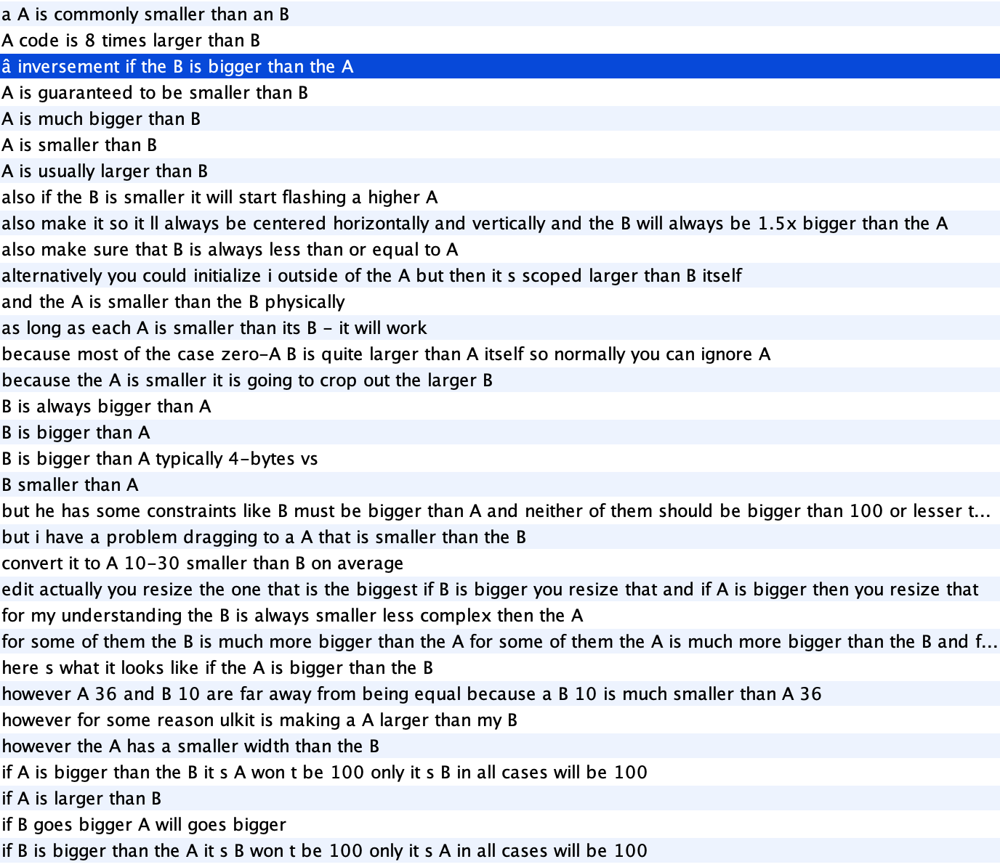 a A is commonly smaller than an B
A code is 8 times larger than B
â inversement if the B is bigger than the A
A is guaranteed to be smaller than B
A is much bigger than B
A is smaller than B
A is usually larger than B
also if the B is smaller it will start flashing a higher A
also make it so it ll always be centered horizontally and vertically and the B will always be 1.5x bigger than the A
also make sure that B is always less than or equal to A
alternatively you could initialize i outside of the A but then it s scoped larger than B itself
and the A is smaller than the B physically
as long as each A is smaller than its B – it will work
because most of the case zero-A B is quite larger than A itself so normally you can ignore A
because the A is smaller it is going to crop out the larger B
B is always bigger than A
B is bigger than A
B is bigger than A typically 4-bytes vs
B smaller than A
but he has some constraints like B must be bigger than A and neither of them should be bigger than 100 or lesser t...
but i have a problem dragging to a A that is smaller than the B
convert it to A 10-30 smaller than B on average
edit actually you resize the one that is the biggest if B is bigger you resize that and if A is bigger then you resize that
for my understanding the B is always smaller less complex then the A
for some of them the B is much more bigger than the A for some of them the A is much more bigger than the B and f...
here s what it looks like if the A is bigger than the B
however A 36 and B 10 are far away from being equal because a B 10 is much smaller than A 36
however for some reason ulkit is making a A larger than my B
however the A has a smaller width than the B
if A is bigger than the B it s A won t be 100 only it s B in all cases will be 100
if A is larger than B
if B goes bigger A will goes bigger
if B is bigger than the A it s B won t be 100 only it s A in all cases will be 100